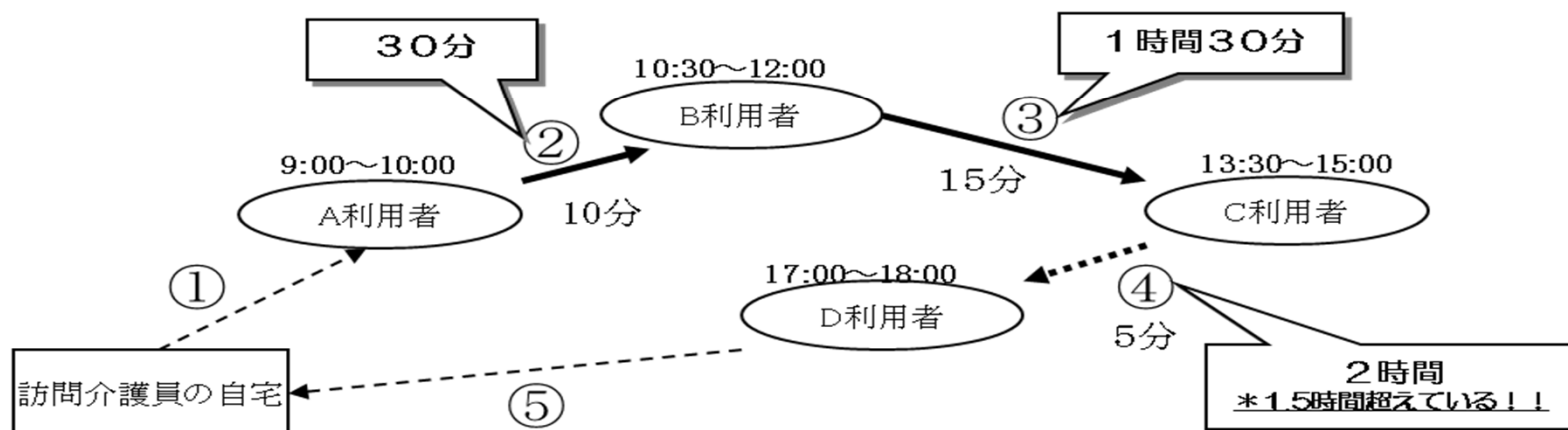 30分
1時間30分
10:30～12:00
B利用者
②
③
9:00～10:00
A利用者
10分
15分
13:30～15:00
C利用者
①
17:00～18:00
D利用者
④
5分
訪問介護員の自宅
⑤
2時間
＊1.5時間超えている！！